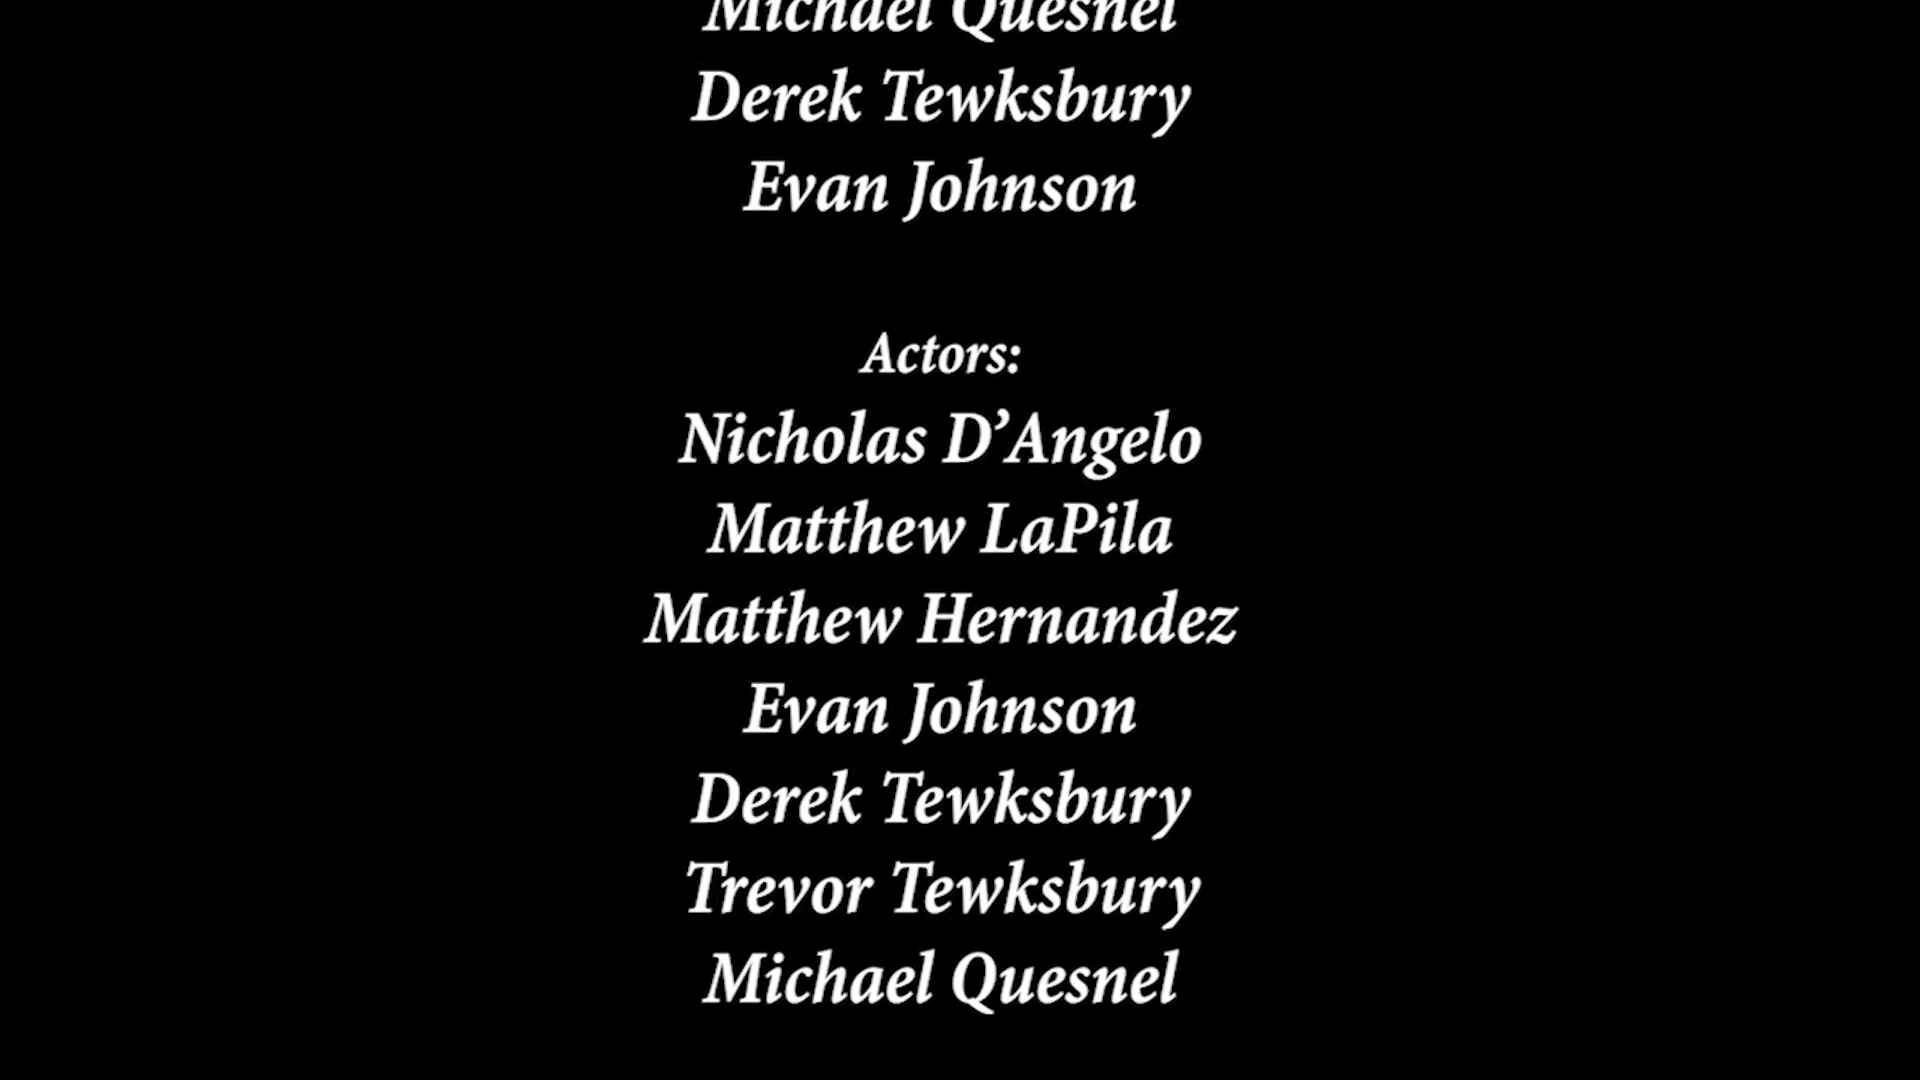 Michael Quesnel
Derek Tewksbury
Evan Johnson
Actors:
Nicholas D’Angelo
Matthew LaPila
Matthew Hernandez
Evan Johnson
Derek Tewksbury
Trevor Tewksbury
Michael Quesnel